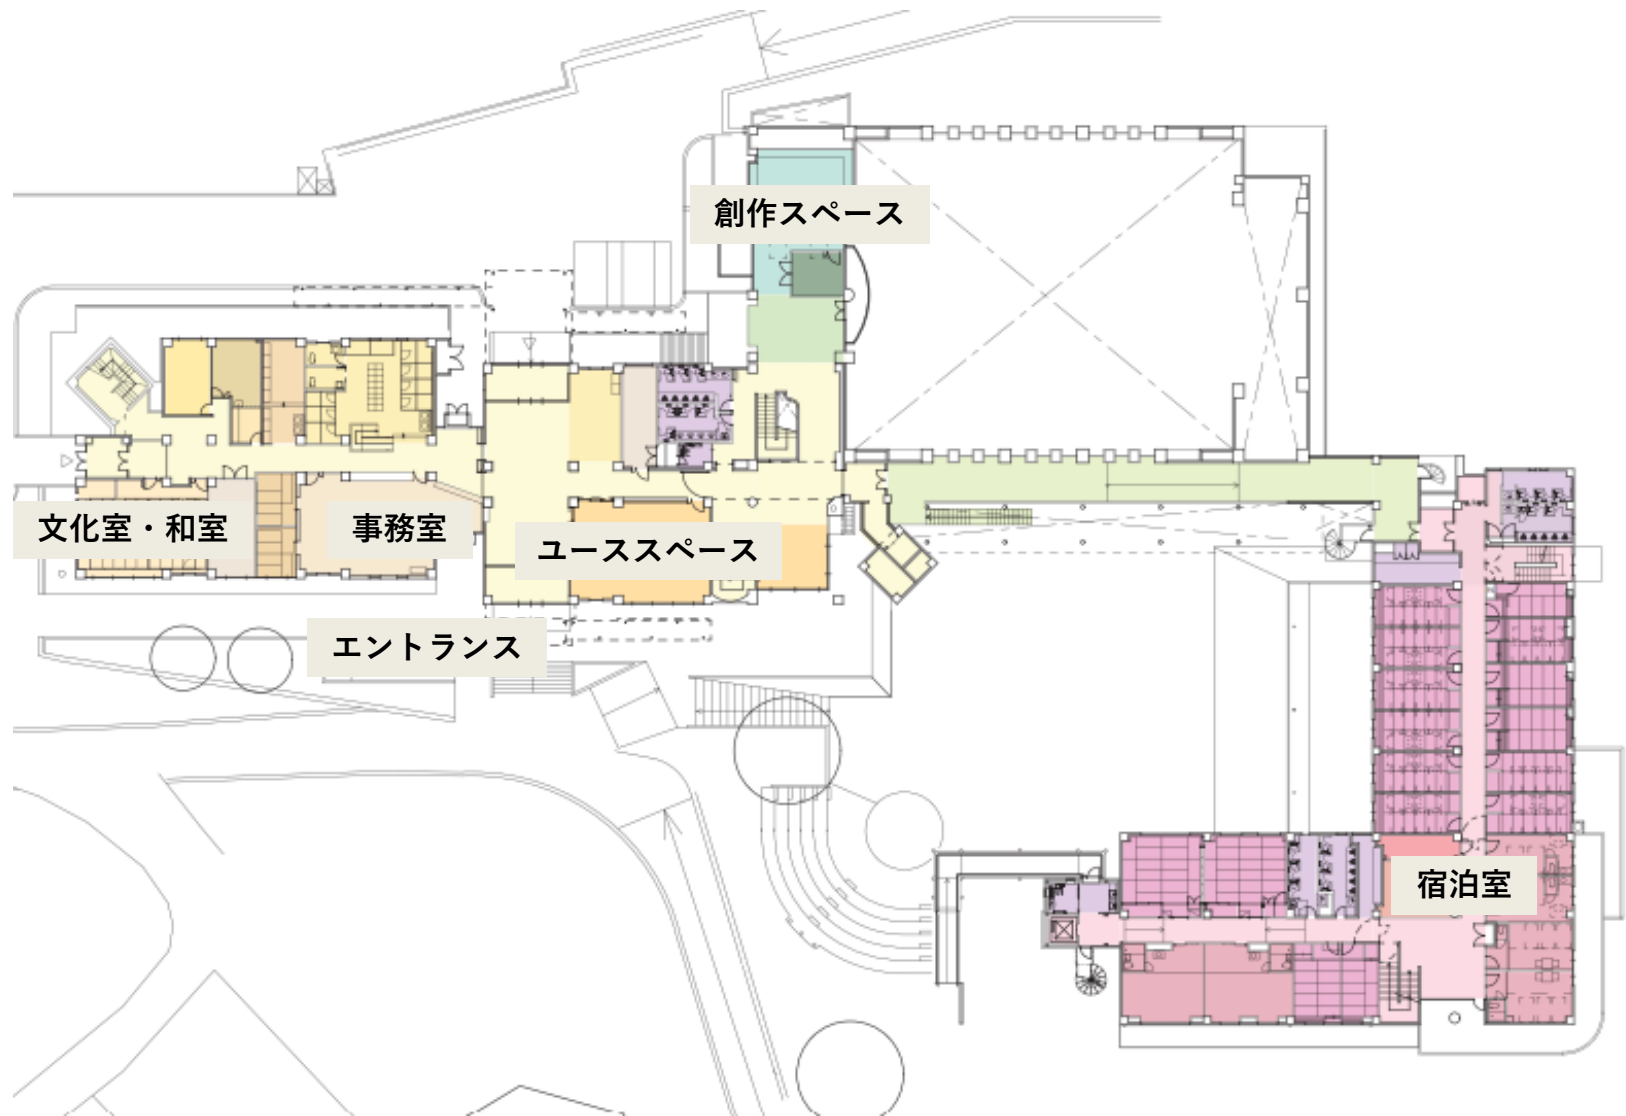 創作スペース
文化室・和室
事務室
ユーススペース
エントランス
宿泊室